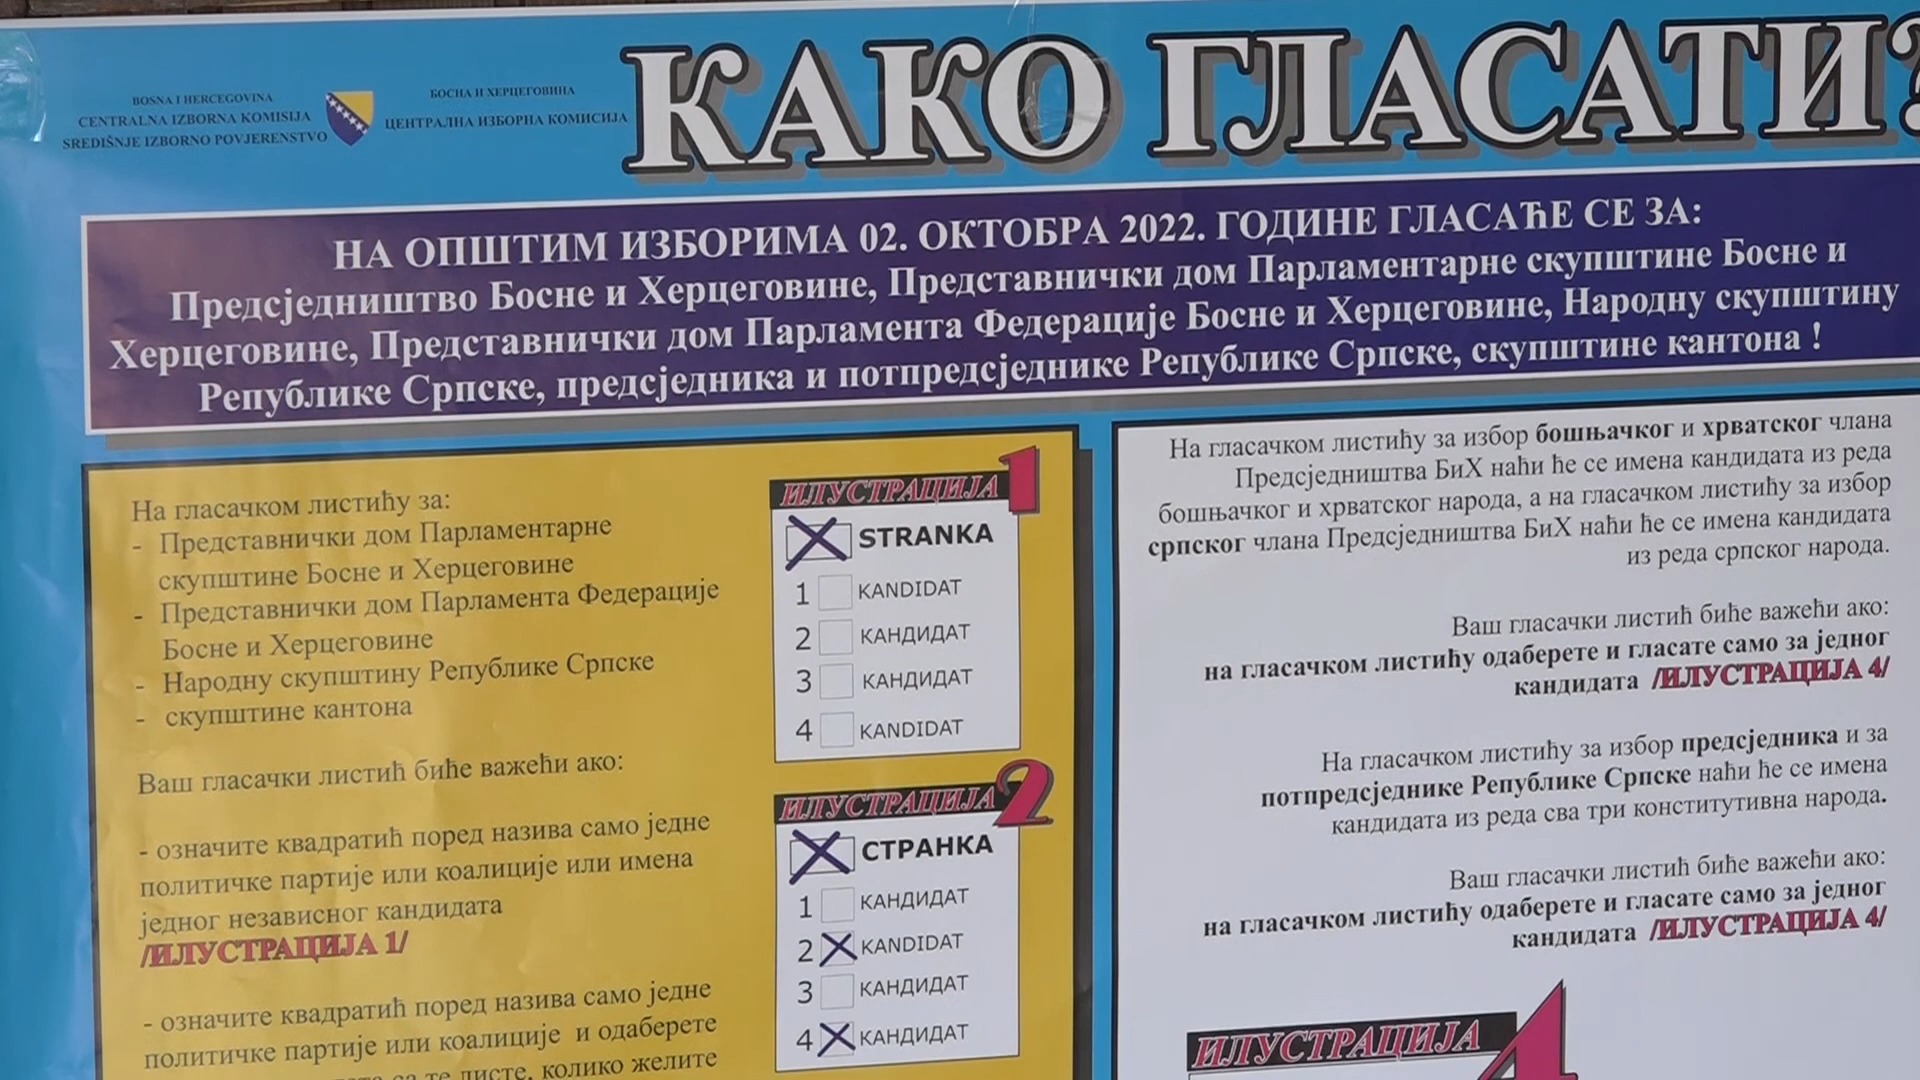 BOSNA I HERCEGOVINA
CENTRALNA IZBORNA KOMISIJA
SREDIŠNJE IZBORNO POVJERENSTVO
БОСНА И ХЕРЦЕГОВИНА
ЦЕНТРАЛНА ИЗБОРНА КОМИСИЈА
КАКО ГЛАСАТИ?
НА ОПШТИМ ИЗБОРИМА 02. ОКТОБРА 2022. ГОДИНЕ ГЛАСАЋЕ СЕ ЗА:
Предсједништво Босне и Херцеговине, Представнички дом Парламентарне скупштине Босне и
Херцеговине, Представнички дом Парламента Федерације Босне и Херцеговине, Народну скупштину
Републике Српске, предсједника и потпредсједнике Републике Српске, скупштине кантона !
На гласачком листићу за:
- Представнички дом Парламентарне
скупштине Босне и Херцеговине
- Представнички дом Парламента Федерације
Босне и Херцеговине
- Народну скупштину Републике Српске
- скупштине кантона
Ваш гласачки листић биће важећи ако:
- означите квадратић поред назива само једне
политичке партије или коалиције или имена
једног независног кандидата
/ИЛУСТРАЦИЈА 1/
- означите квадратић поред назива само једне
политичке партије или коалиције и одаберете
са те листе, колико желите
ИЛУСТРАЦИЈА 1
STRANKA
1 KANDIDAT
2 КАНДИДАТ
3 КАНДИДАТ
4 KANDIDAT
ИЛУСТРАЦИЈА 2
СТРАНКА
1 КАНДИДАТ
2 KANDIDAT
3 КАНДИДАТ
4 КАНДИДАТ
На гласачком листићу за избор бошњачког и хрватског члана
Предсједништва БиХ наћи ће се имена кандидата из реда
бошњачког и хрватског народа, а на гласачком листићу за избор
српског члана Предсједништва БиХ наћи ће се имена кандидата
из реда српског народа.
Ваш гласачки листић биће важећи ако:
на гласачком листићу одаберете и гласате само за једног
кандидата /ИЛУСТРАЦИЈА 4/
На гласачком листићу за избор предсједника и за
потпредсједнике Републике Српске наћи ће се имена
кандидата из реда сва три конститутивна народа.
Ваш гласачки листић биће важећи ако:
на гласачком листићу одаберете и гласате само за једног
кандидата /ИЛУСТРАЦИЈА 4/
ИЛУСТРАЦИЈА 4